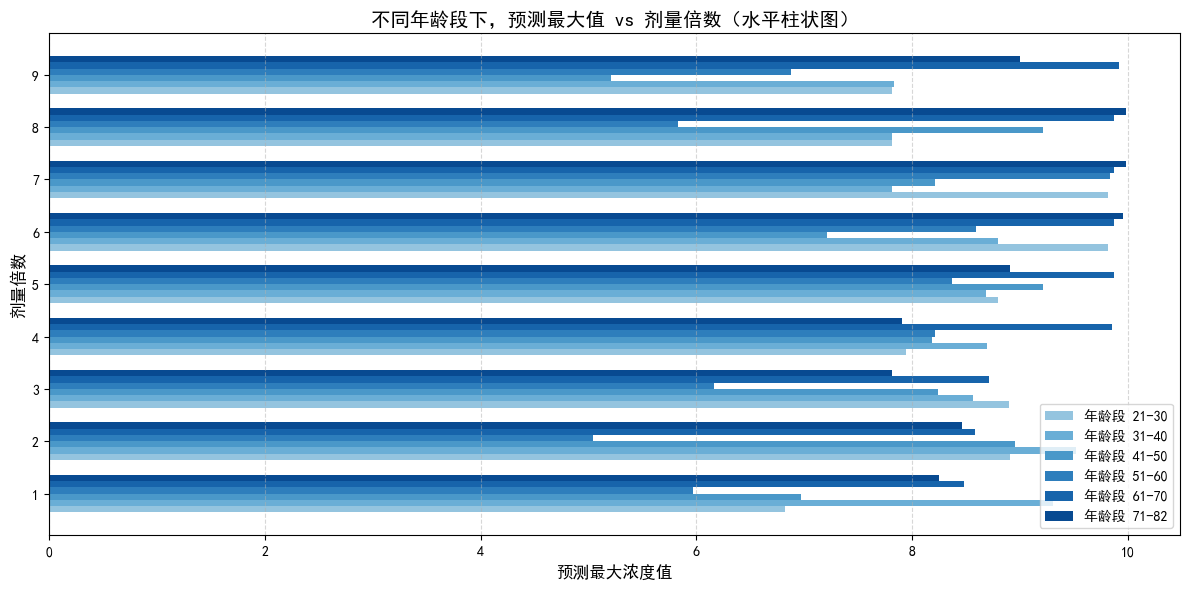 不同年龄段下，预测最大值 vs 剂量倍数（水平柱状图）
剂量倍数
9
8
7
6
5
4
3
2
1
年龄段 21-30
年龄段 31-40
年龄段 41-50
年龄段 51-60
年龄段 61-70
年龄段 71-82
0 2 4 6 8 10
预测最大浓度值